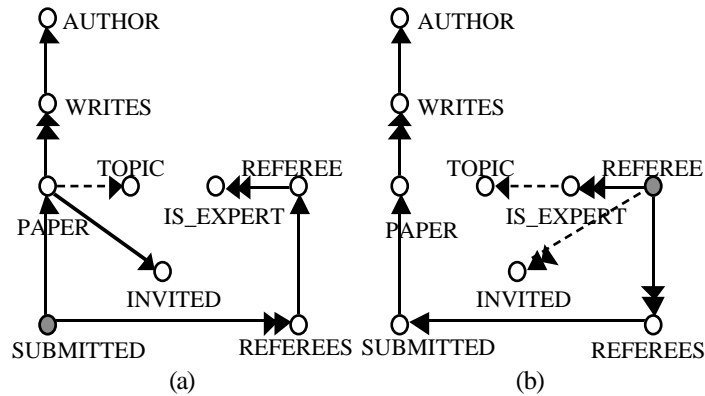 AUTHOR
AUTHOR
WRITES
WRITES
TOPIC
REFEREE
TOPIC
REFEREE
PAPER
IS_EXPERT
PAPER
IS_EXPERT
INVITED
INVITED
SUBMITTED
REFEREES
SUBMITTED
REFEREES
(a)
(b)